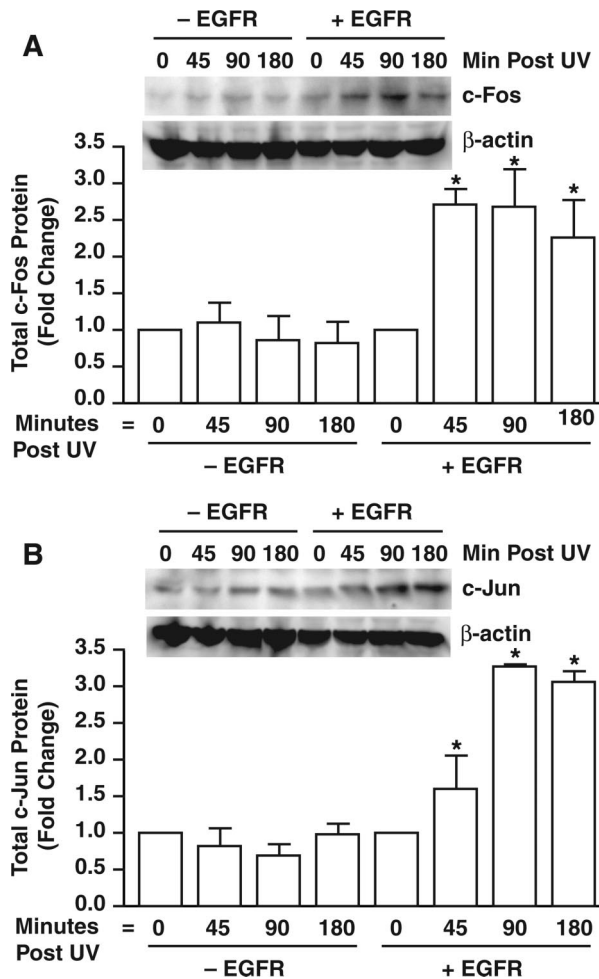 A
– EGFR + EGFR
0 45 90 180 0 45 90 180 Min Post UV
c-Fos
β-actin
Total c-Fos Protein
(Fold Change)
3.5
3.0
2.5
2.0
1.5
1.0
0.5
0.0
* * *
Minutes
Post UV
= 0 45 90 180 0 45 90 180
– EGFR + EGFR
B
– EGFR + EGFR
0 45 90 180 0 45 90 180 Min Post UV
c-Jun
β-actin
Total c-Jun Protein
(Fold Change)
3.5
3.0
2.5
2.0
1.5
1.0
0.5
0.0
* * *
Minutes
Post UV
= 0 45 90 180 0 45 90 180
– EGFR + EGFR